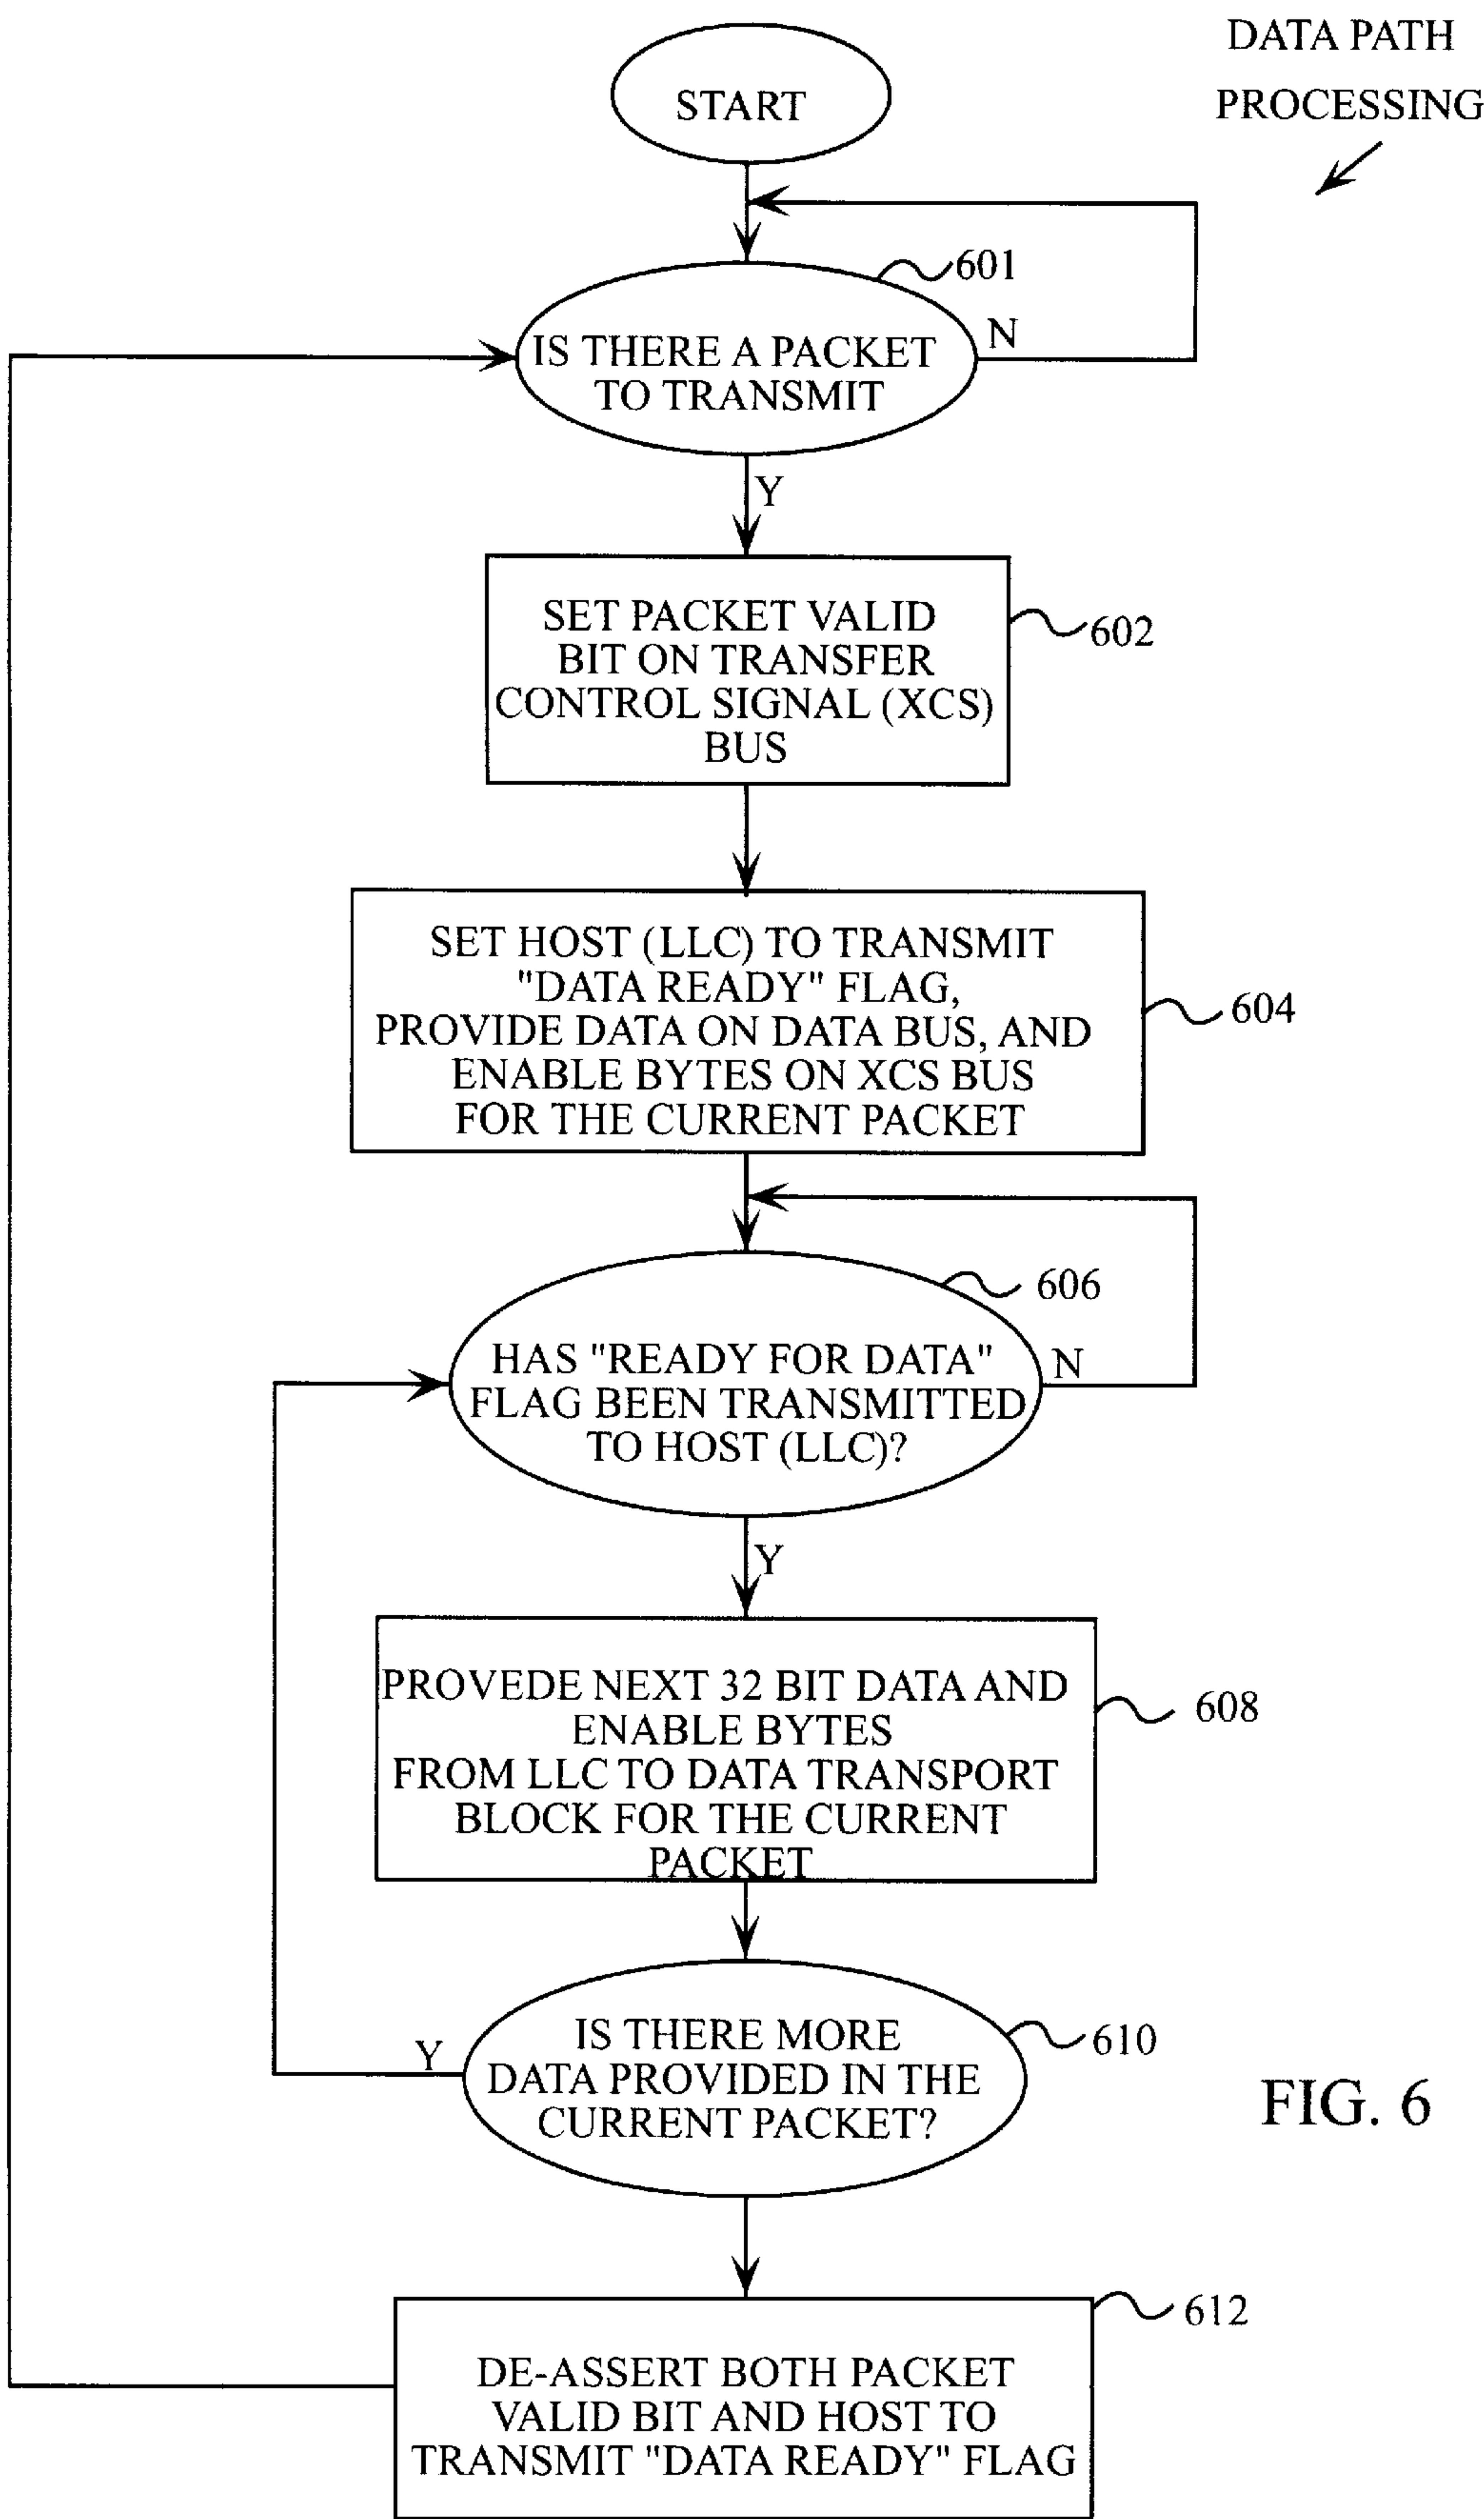 DATA PATH
PROCESSING
START
601
IS THERE A PACKET
TO TRANSMIT
N
Y
SET PACKET VALID
BIT ON TRANSFER
CONTROL SIGNAL (XCS)
BUS
602
SET HOST (LLC) TO TRANSMIT
"DATA READY" FLAG,
PROVIDE DATA ON DATA BUS, AND
ENABLE BYTES ON XCS BUS
FOR THE CURRENT PACKET
604
606
HAS "READY FOR DATA"
FLAG BEEN TRANSMITTED
TO HOST (LLC)?
N
Y
PROVEDE NEXT 32 BIT DATA AND
ENABLE BYTES
FROM LLC TO DATA TRANSPORT
BLOCK FOR THE CURRENT
PACKET
608
IS THERE MORE
DATA PROVIDED IN THE
CURRENT PACKET?
610
Y
FIG. 6
612
DE-ASSERT BOTH PACKET
VALID BIT AND HOST TO
TRANSMIT "DATA READY" FLAG